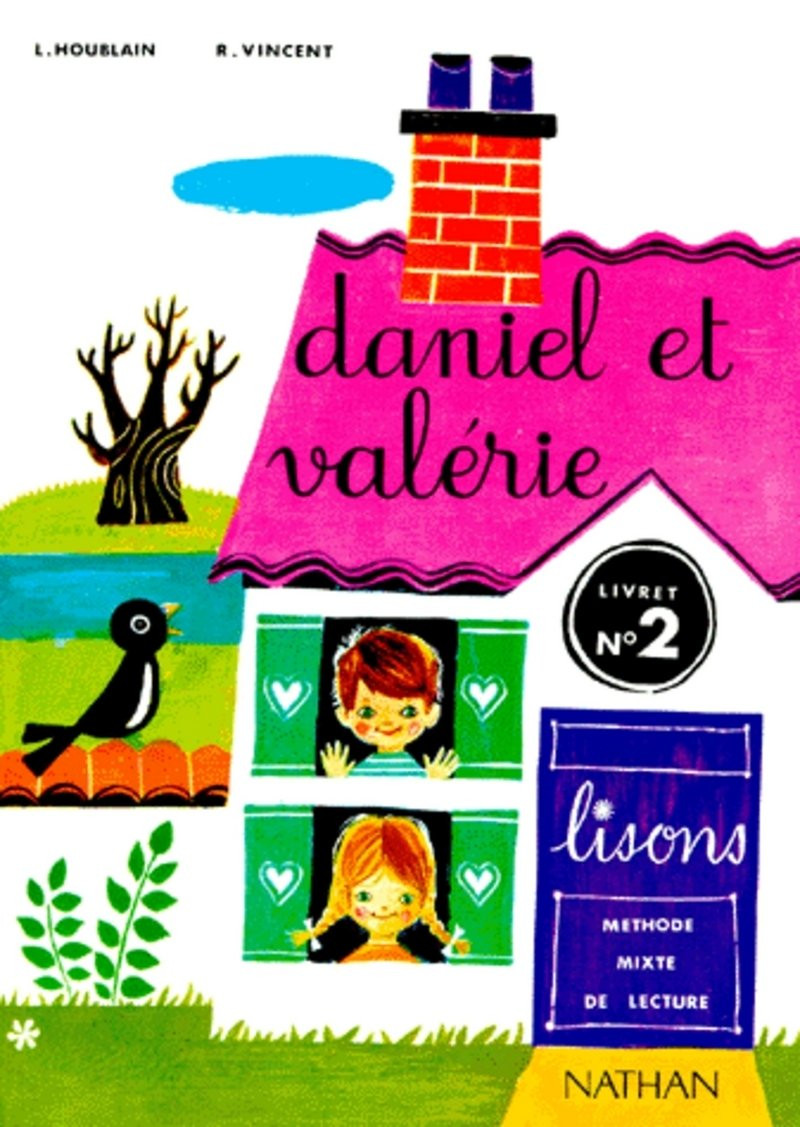 L. HOUBLAIN R. VINCENT
daniel et
valérie
LIVRET
N° 2
lisons
METHODE
MIXTE
DE LECTURE
NATHAN